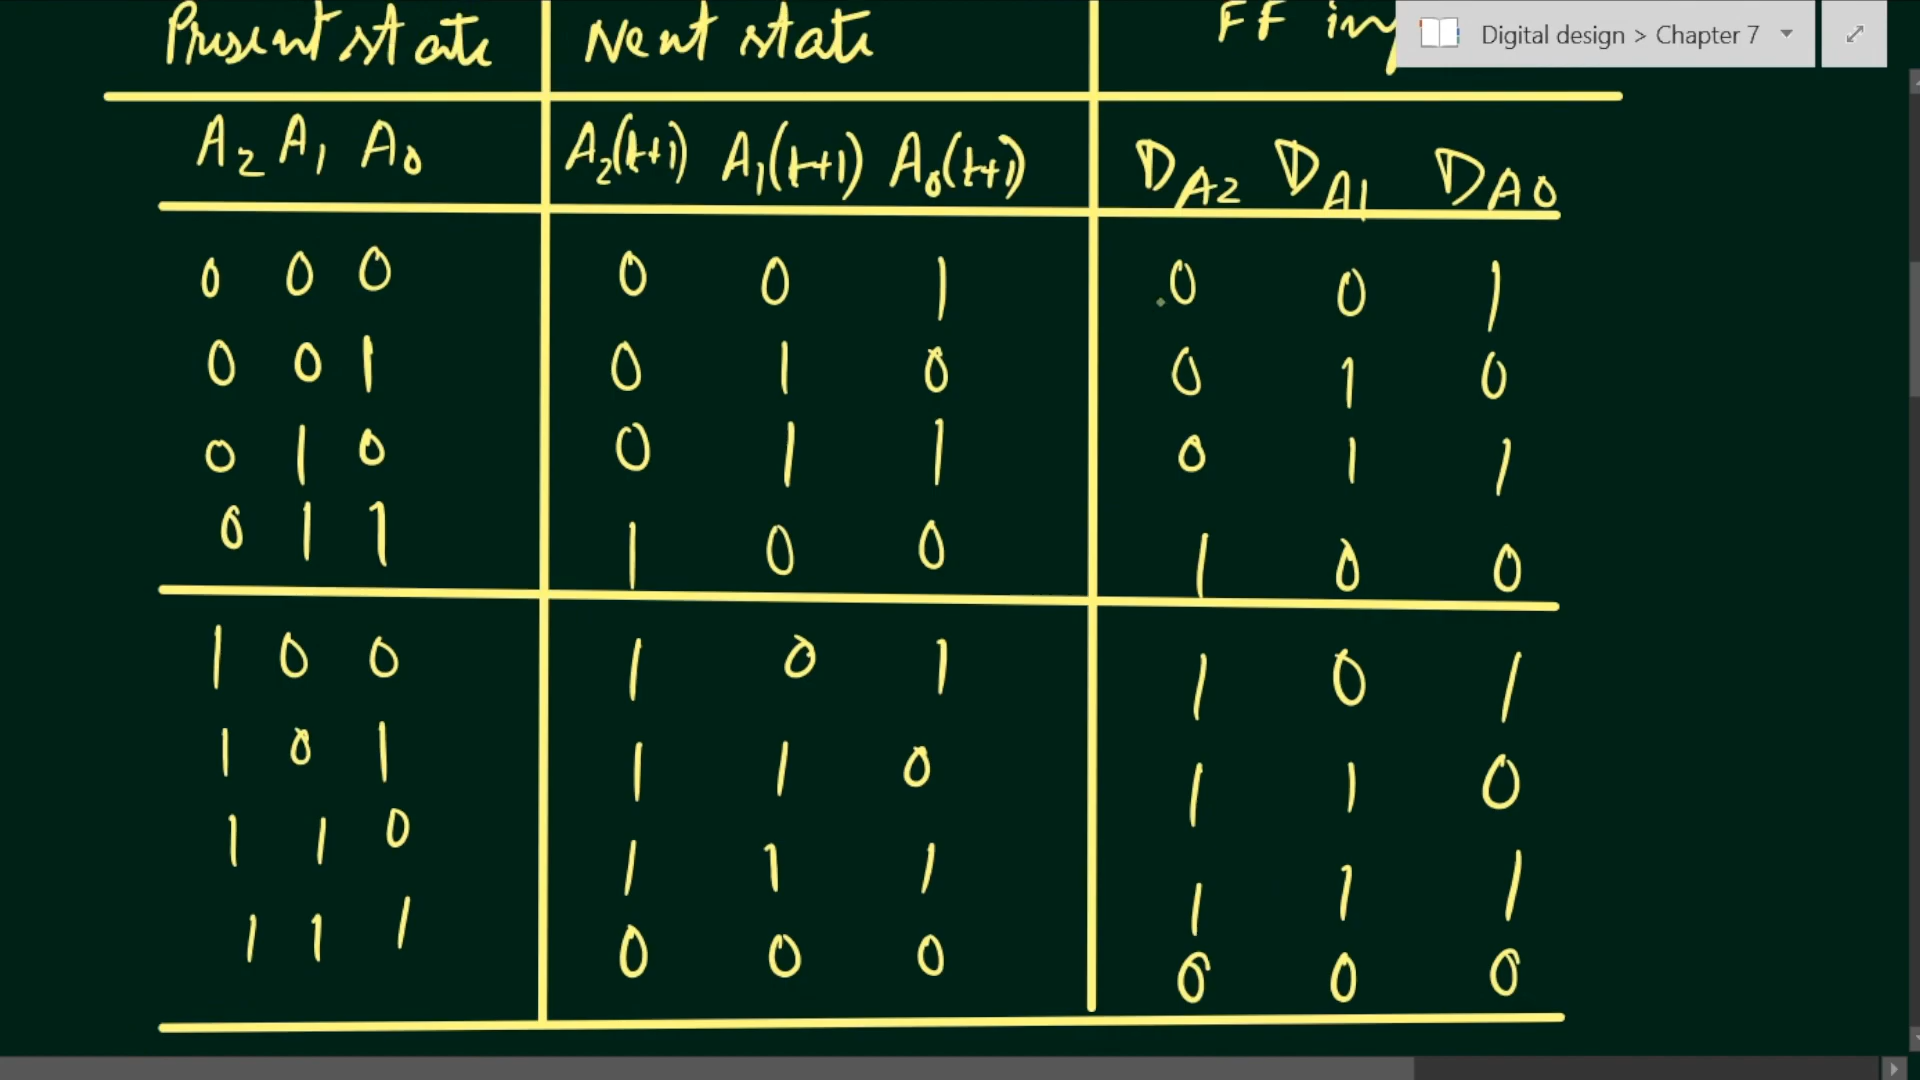 Present state Next state FF inp
Digital design > Chapter 7
A2 A1 A0 A2(t+1) A1(t+1) A0(t+1) DA2 DA1 DA0
0 0 0 0 0 1 0 0 1
0 0 1 0 1 0 0 1 0
0 1 0 0 1 1 0 1 1
0 1 1 1 0 0 1 0 0
1 0 0 1 0 1 1 0 1
1 0 1 1 1 0 1 1 0
1 1 0 1 1 1 1 1 1
1 1 1 0 0 0 0 0 0